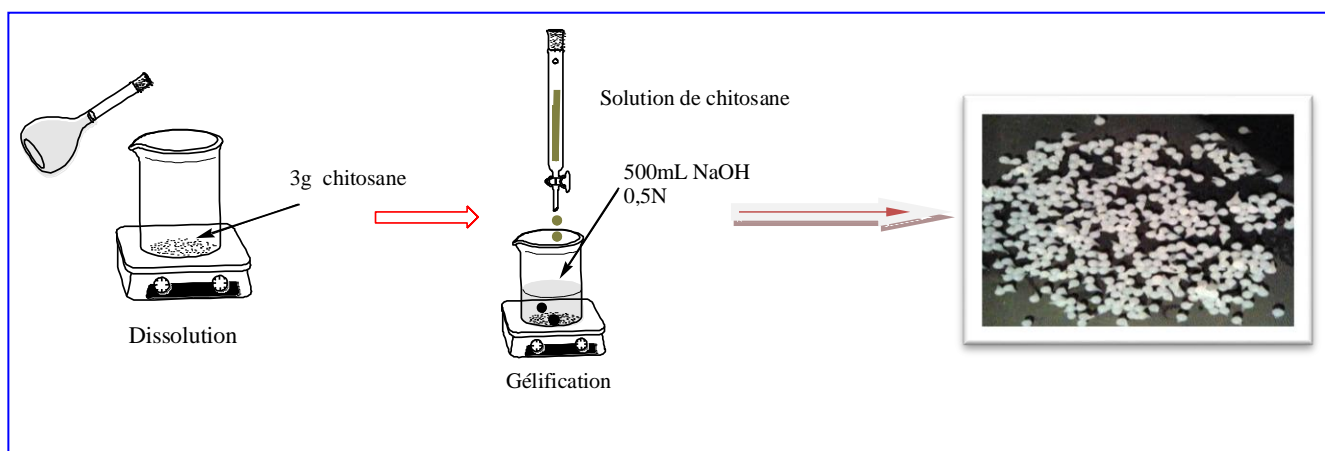 3g chitosane
Dissolution
Solution de chitosane
500mL NaOH
0,5N
Gélification